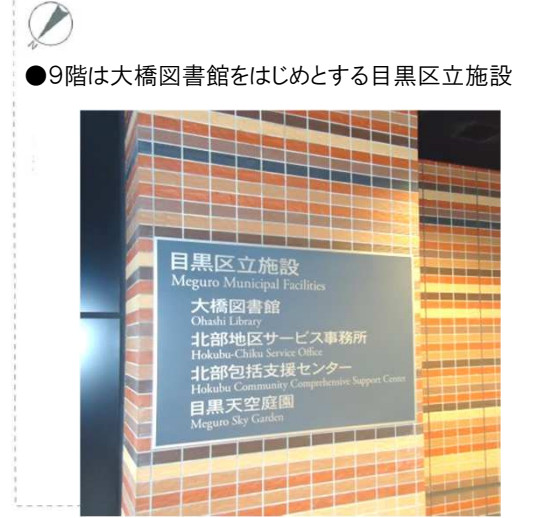 N
●9階は大橋図書館をはじめとする目黒区立施設
目黒区立施設
Meguro Municipal Facilities
大橋図書館
Ohashi Library
北部地区サービス事務所
Hokubu-Chiku Service Office
北部包括支援センター
Hokubu Community Comprehensive Support Center
目黒天空庭園
Meguro Sky Garden